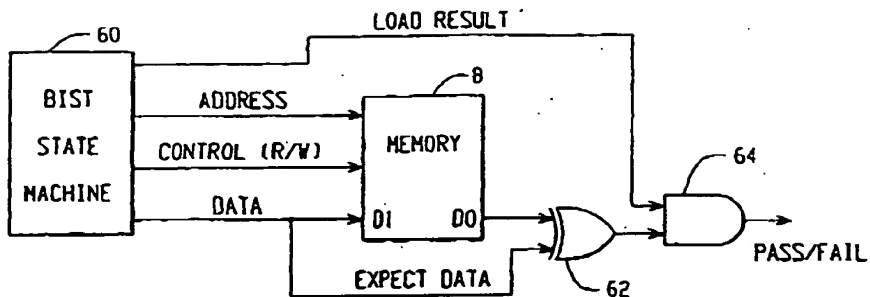 LOAD RESULT
60
BIST
STATE
MACHINE
ADDRESS
CONTROL (R/W)
DATA
8
MEMORY
DI DO
EXPECT DATA
62
64
PASS/FAIL